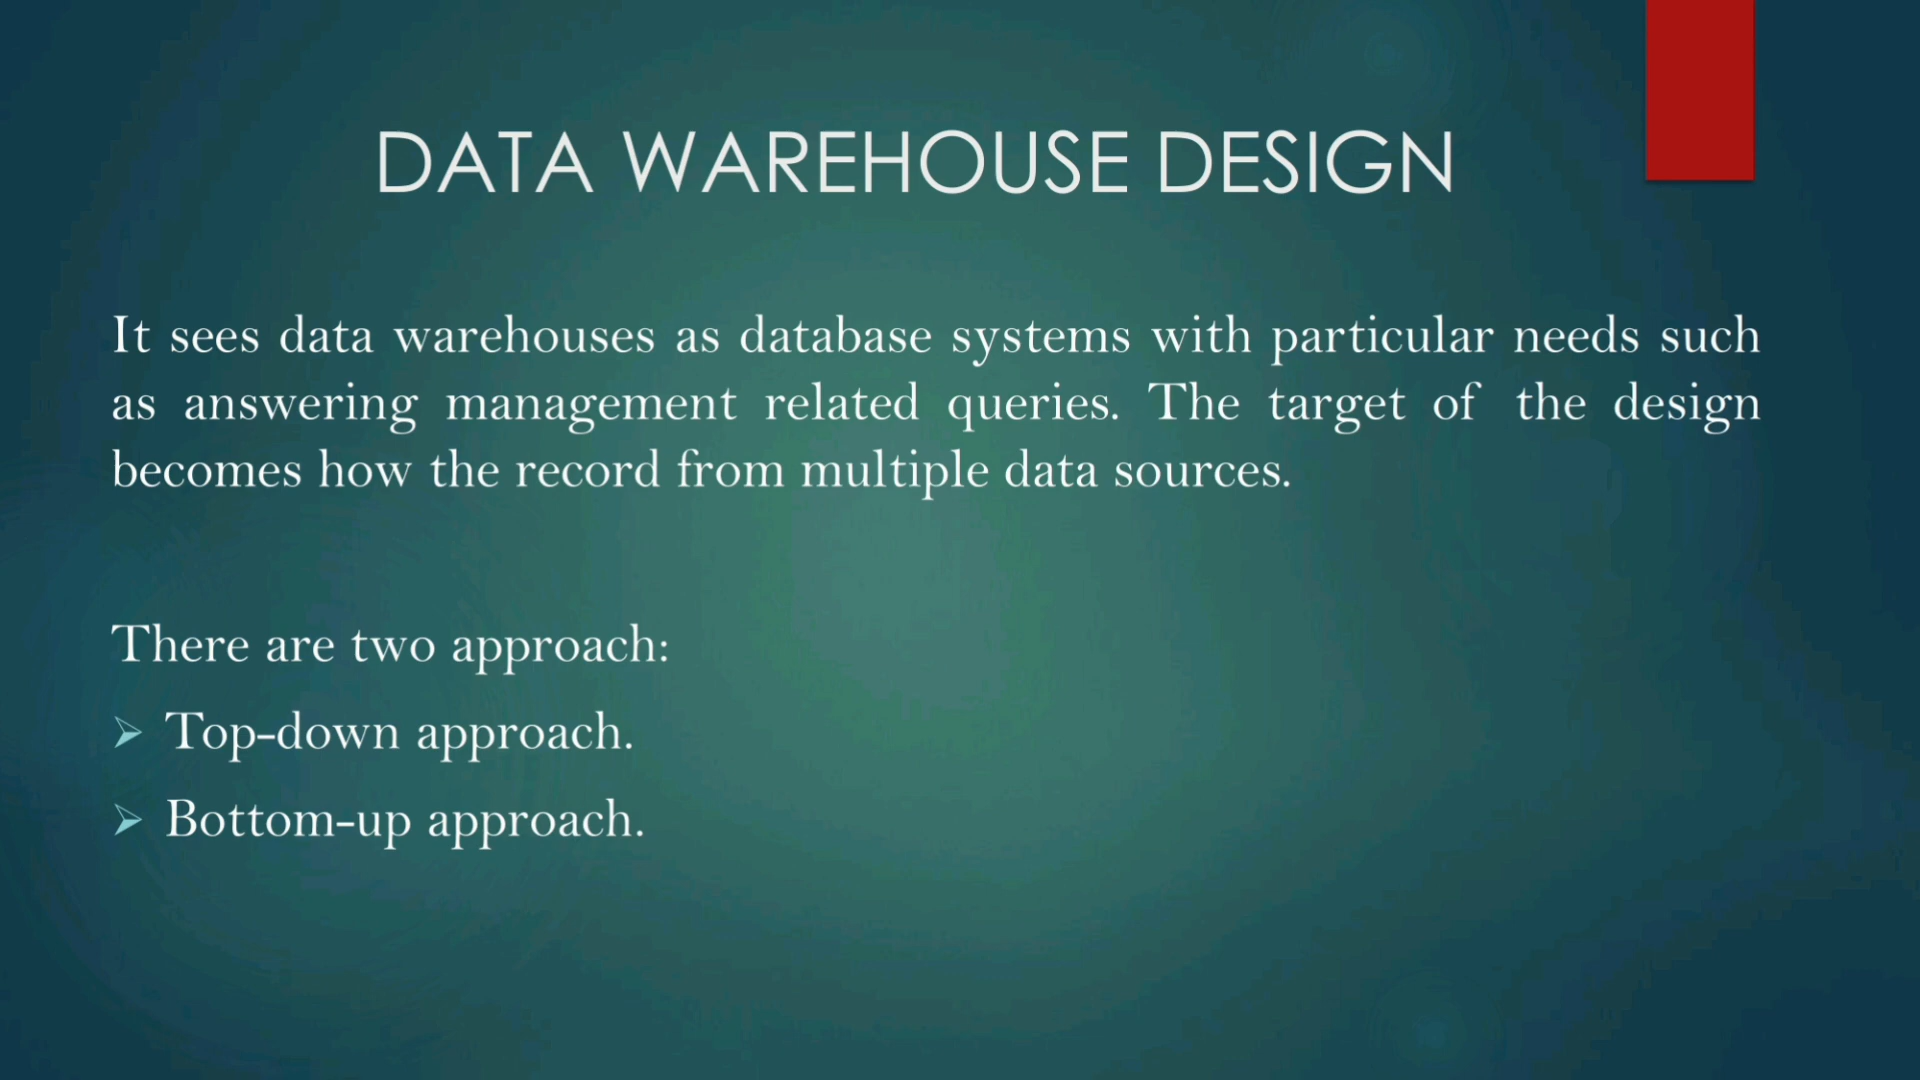 DATA WAREHOUSE DESIGN
It sees data warehouses as database systems with particular needs such
as answering management related queries. The target of the design
becomes how the record from multiple data sources.
There are two approach:
Top-down approach.
Bottom-up approach.